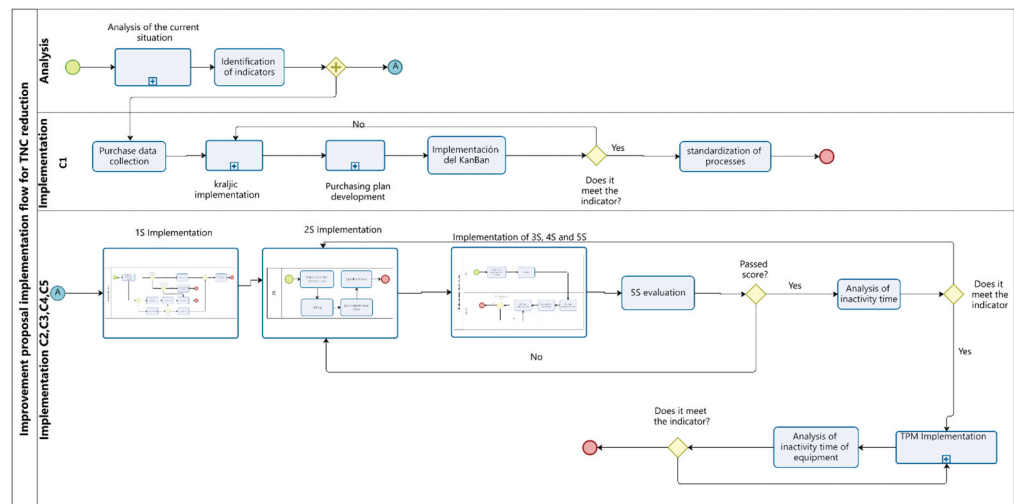 Improvement proposal implementation flow for TNC reduction
Analysis
Analysis of the current
situation
Identification
of indicators
A
Implementation
C1
Purchase data
collection
kraljic
implementation
Purchasing plan
development
Implementación
del KanBan
No
Yes
Does it
meet the
indicator?
standardization of
processes
Implementation C2,C3,C4,C5
A
1S Implementation
2S Implementation
Implementation of 3S, 4S and 5S
5S evaluation
Passed
score?
Yes
No
Analysis of
inactivity time
Does it
meet the
indicator
Yes
TPM Implementation
Analysis of
inactivity time of
equipment
Does it meet
the indicator?